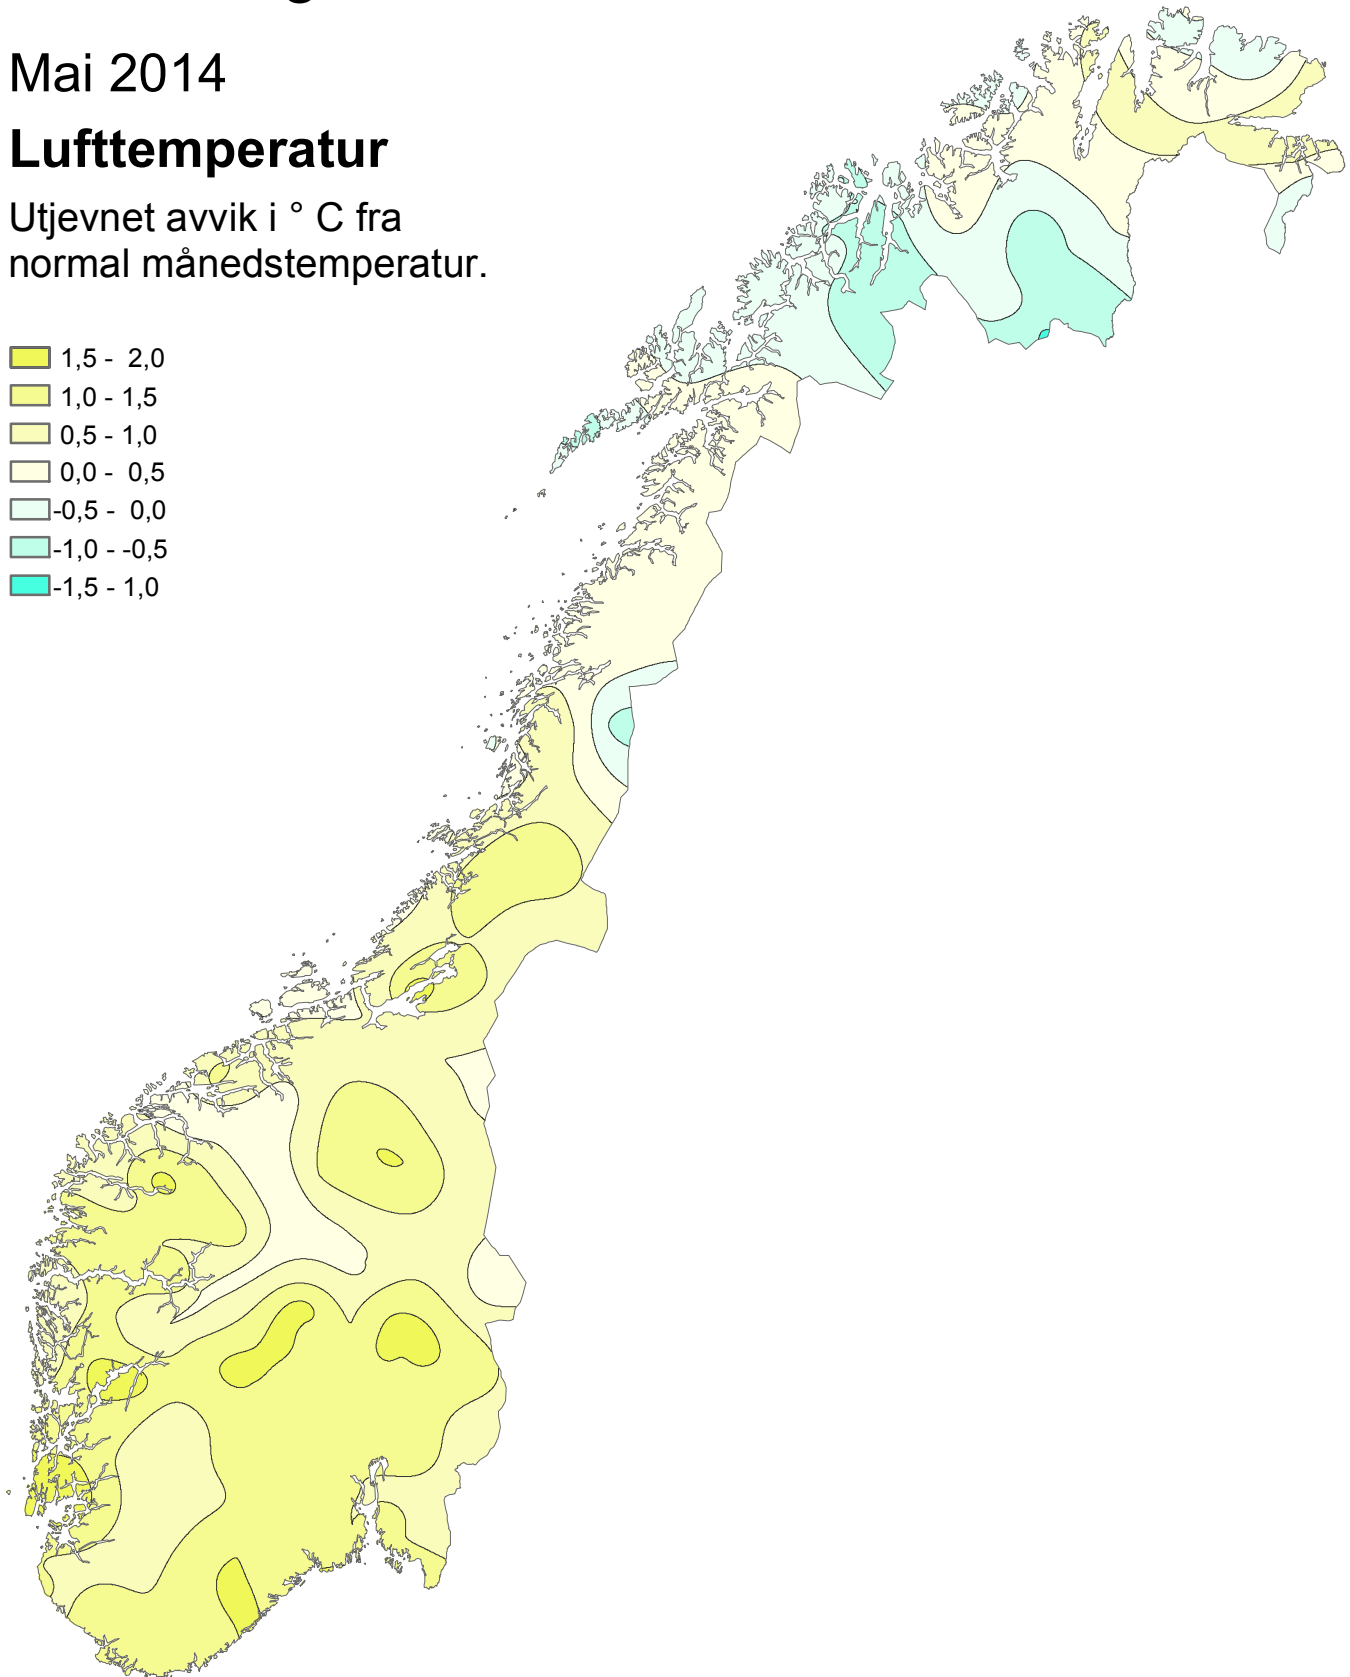 Mai 2014
Lufttemperatur
Utjevnet avvik i ° C fra
normal månedstemperatur.
1,5 - 2,0
1,0 - 1,5
0,5 - 1,0
0,0 - 0,5
-0,5 - 0,0
-1,0 - -0,5
-1,5 - 1,0